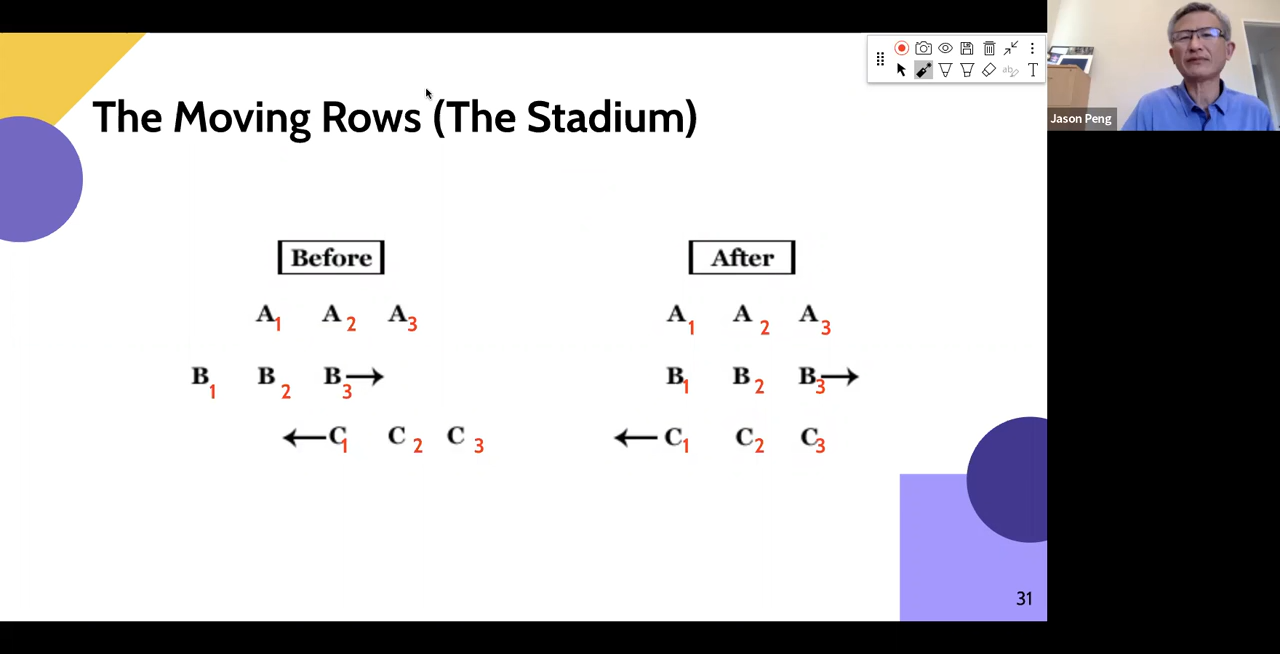 The Moving Rows (The Stadium)
Before
A1 A2 A3
B1 B2 B3→
←C1 C2 C3
After
A1 A2 A3
B1 B2 B3→
←C1 C2 C3
31
ab
T
Jason Peng